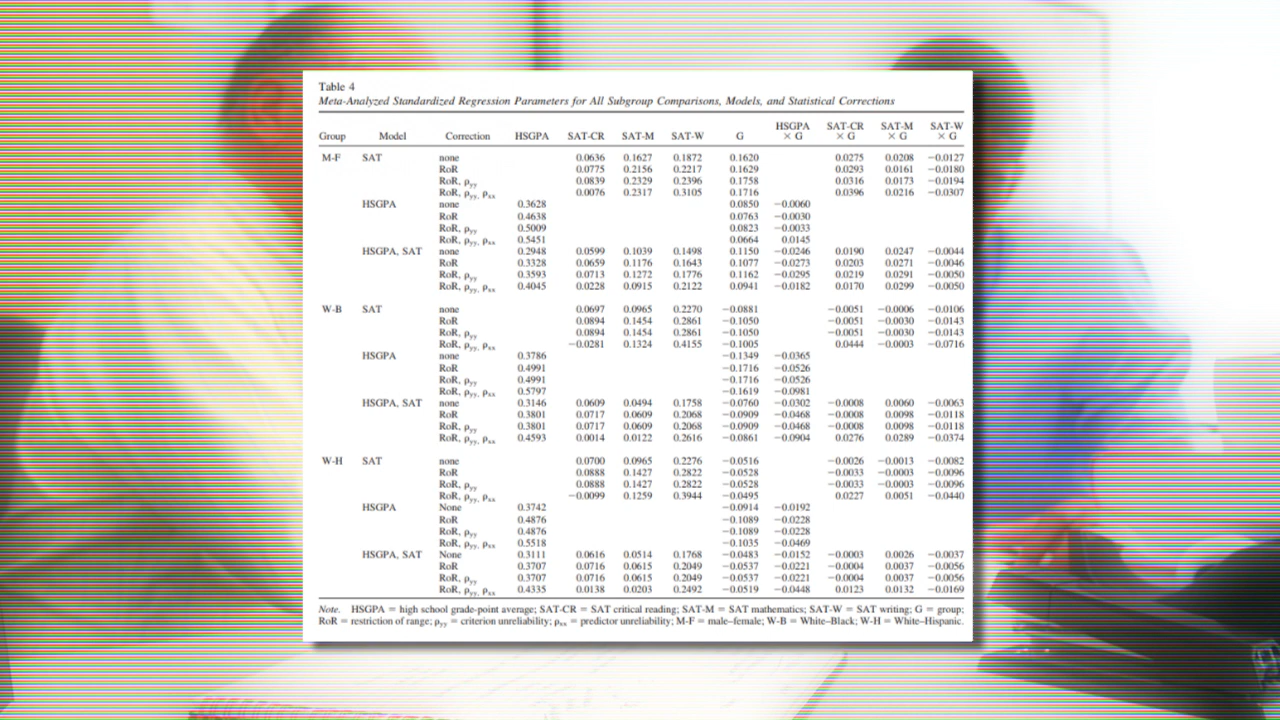 Table 4
Meta-Analyzed Standardized Regression Parameters for All Subgroup Comparisons, Models, and Statistical Corrections
Group Model Correction HSGPA SAT-CR SAT-M SAT-W G HSGPA × G SAT-CR × G SAT-M × G SAT-W × G
M-F SAT none 0.0636 0.1627 0.1872 0.1620 0.0275 0.0208 −0.0127
RoR 0.0775 0.2156 0.2217 0.1629 0.0293 0.0161 −0.0180
RoR, ρyy 0.0839 0.2329 0.2396 0.1758 0.0316 0.0173 −0.0194
RoR, ρyy, ρxx 0.0076 0.2317 0.3105 0.1716 0.0396 0.0216 −0.0307
HSGPA none 0.3628 0.0850 −0.0060
RoR 0.4638 0.0763 −0.0030
RoR, ρyy 0.5009 0.0823 −0.0033
RoR, ρyy, ρxx 0.5451 0.0664 0.0145
HSGPA, SAT none 0.2948 0.0599 0.1039 0.1498 0.1150 −0.0246 0.0190 0.0247 −0.0044
RoR 0.3328 0.0659 0.1176 0.1643 0.1077 −0.0273 0.0203 0.0271 −0.0046
RoR, ρyy 0.3593 0.0713 0.1272 0.1776 0.1162 −0.0295 0.0219 0.0291 −0.0050
RoR, ρyy, ρxx 0.4045 0.0228 0.0915 0.2122 0.0941 −0.0182 0.0170 0.0299 −0.0050
W-B SAT none 0.0697 0.0965 0.2270 −0.0881 −0.0051 −0.0006 −0.0106
RoR 0.0894 0.1454 0.2861 −0.1050 −0.0051 −0.0030 −0.0143
RoR, ρyy 0.0894 0.1454 0.2861 −0.1050 −0.0051 −0.0030 −0.0143
RoR, ρyy, ρxx −0.0281 0.1324 0.4155 −0.1005 0.0444 −0.0003 −0.0716
HSGPA none 0.3786 −0.1349 −0.0365
RoR 0.4991 −0.1716 −0.0526
RoR, ρyy 0.4991 −0.1716 −0.0526
RoR, ρyy, ρxx 0.5797 −0.1619 −0.0981
HSGPA, SAT none 0.3146 0.0609 0.0494 0.1758 −0.0760 −0.0302 −0.0008 0.0060 −0.0063
RoR 0.3801 0.0717 0.0609 0.2068 −0.0909 −0.0468 −0.0008 0.0098 −0.0118
RoR, ρyy 0.3801 0.0717 0.0609 0.2068 −0.0909 −0.0468 −0.0008 0.0098 −0.0118
RoR, ρyy, ρxx 0.4593 0.0014 0.0122 0.2616 −0.0861 −0.0904 0.0276 0.0289 −0.0374
W-H SAT none 0.0700 0.0965 0.2276 −0.0516 −0.0026 −0.0013 −0.0082
RoR 0.0888 0.1427 0.2822 −0.0528 −0.0033 −0.0003 −0.0096
RoR, ρyy 0.0888 0.1427 0.2822 −0.0528 −0.0033 −0.0003 −0.0096
RoR, ρyy, ρxx −0.0099 0.1259 0.3944 −0.0495 0.0227 0.0051 −0.0440
HSGPA None 0.3742 −0.0914 −0.0192
RoR 0.4876 −0.1089 −0.0228
RoR, ρyy 0.4876 −0.1089 −0.0228
RoR, ρyy, ρxx 0.5518 −0.1035 −0.0469
HSGPA, SAT None 0.3111 0.0616 0.0514 0.1768 −0.0483 −0.0152 −0.0003 0.0026 −0.0037
RoR 0.3707 0.0716 0.0615 0.2049 −0.0537 −0.0221 −0.0004 0.0037 −0.0056
RoR, ρyy 0.3707 0.0716 0.0615 0.2049 −0.0537 −0.0221 −0.0004 0.0037 −0.0056
RoR, ρyy, ρxx 0.4335 0.0138 0.0203 0.2492 −0.0519 −0.0448 0.0123 0.0132 −0.0169
Note. HSGPA = high school grade-point average; SAT-CR = SAT critical reading; SAT-M = SAT mathematics; SAT-W = SAT writing; G = group;
RoR = restriction of range; ρyy = criterion unreliability; ρxx = predictor unreliability; M-F = male–female; W-B = White–Black; W-H = White–Hispanic.